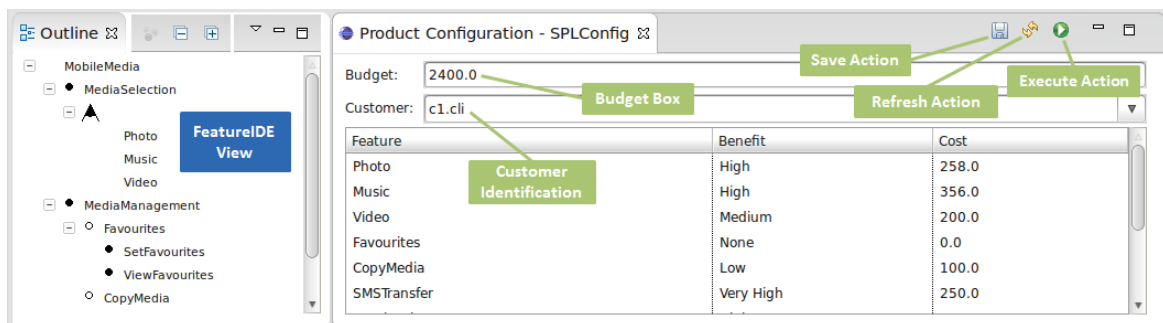 Outline
MobileMedia
MediaSelection
Photo
Music
Video
MediaManagement
Favourites
SetFavourites
ViewFavourites
CopyMedia
FeatureIDE
View
Product Configuration - SPLConfig
Save Action
Refresh Action
Execute Action
Budget: 2400.0
Budget Box
Customer: c1.cli
Customer
Identification
Feature Benefit Cost
Photo High 258.0
Music High 356.0
Video Medium 200.0
Favourites None 0.0
CopyMedia Low 100.0
SMSTransfer Very High 250.0